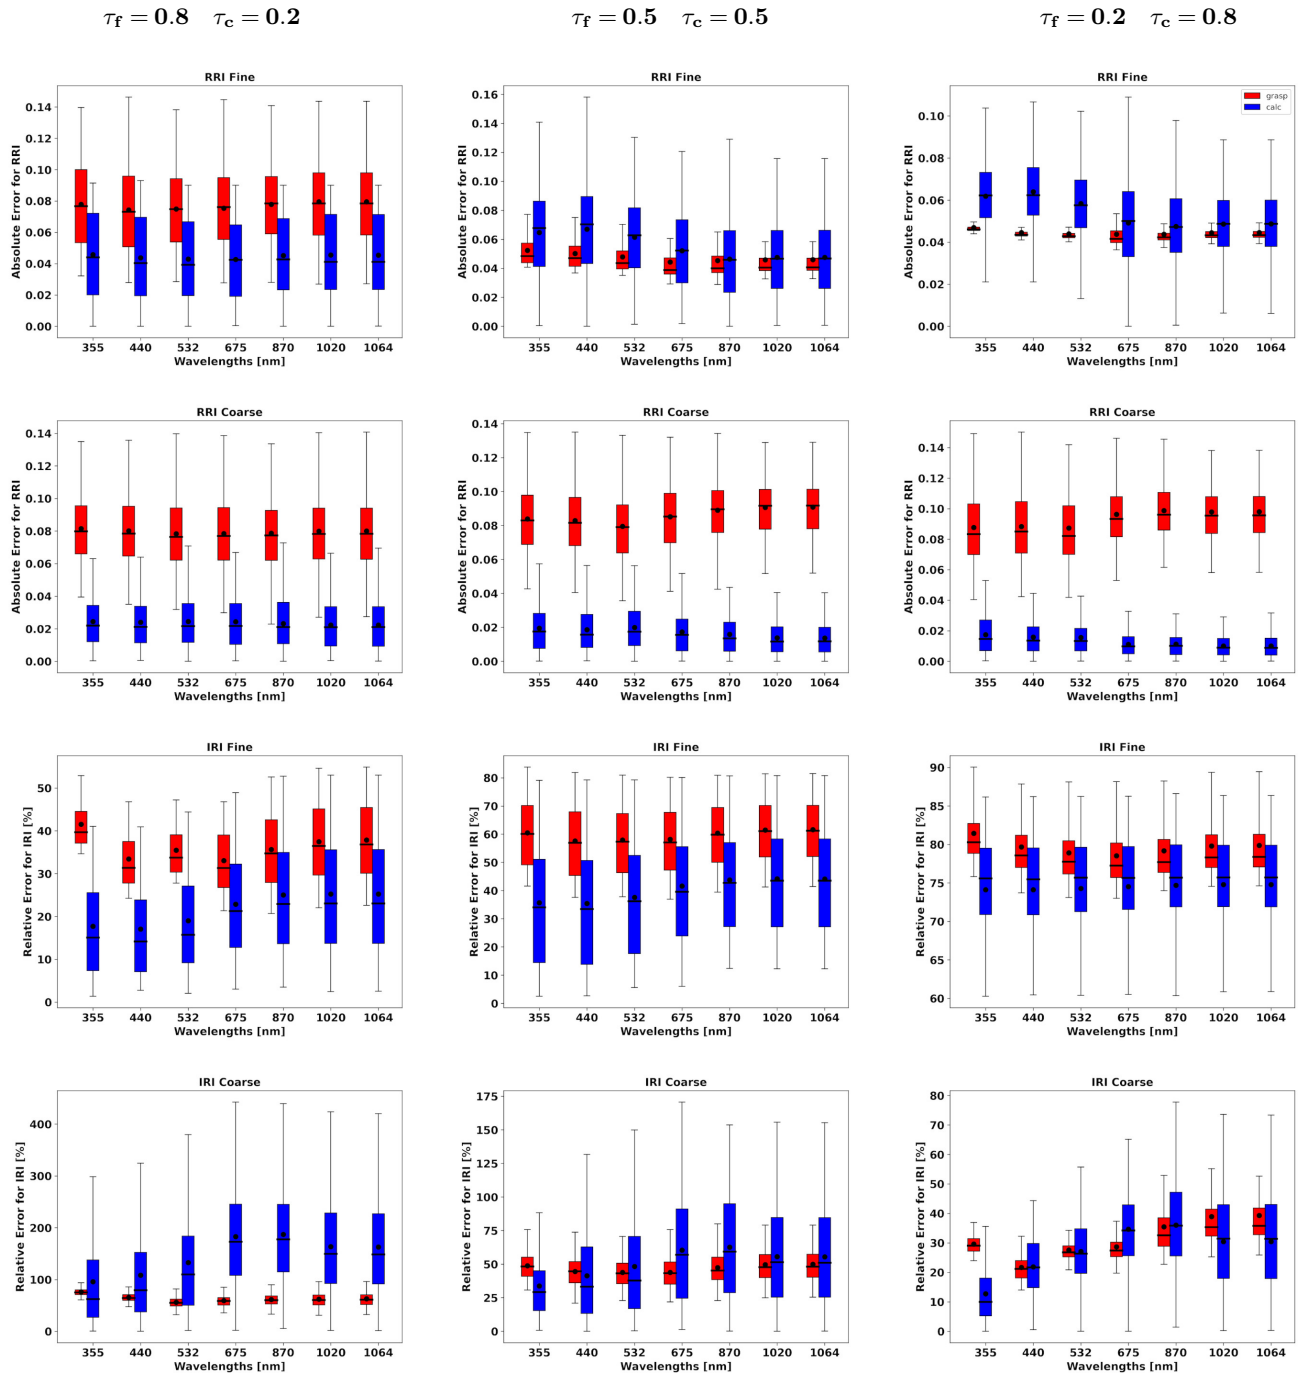 τf = 0.8 τc = 0.2
τf = 0.5 τc = 0.5
τf = 0.2 τc = 0.8
RRI Fine
Absolute Error for RRI
0.14
0.12
0.10
0.08
0.06
0.04
0.02
0.00
355 440 532 675 870 1020 1064
Wavelengths [nm]
RRI Fine
Absolute Error for RRI
0.16
0.14
0.12
0.10
0.08
0.06
0.04
0.02
0.00
355 440 532 675 870 1020 1064
Wavelengths [nm]
RRI Fine
grasp
calc
Absolute Error for RRI
0.10
0.08
0.06
0.04
0.02
0.00
355 440 532 675 870 1020 1064
Wavelengths [nm]
RRI Coarse
Absolute Error for RRI
0.14
0.12
0.10
0.08
0.06
0.04
0.02
0.00
355 440 532 675 870 1020 1064
Wavelengths [nm]
RRI Coarse
Absolute Error for RRI
0.14
0.12
0.10
0.08
0.06
0.04
0.02
0.00
355 440 532 675 870 1020 1064
Wavelengths [nm]
RRI Coarse
Absolute Error for RRI
0.14
0.12
0.10
0.08
0.06
0.04
0.02
0.00
355 440 532 675 870 1020 1064
Wavelengths [nm]
IRI Fine
Relative Error for IRI [%]
50
40
30
20
10
0
355 440 532 675 870 1020 1064
Wavelengths [nm]
IRI Fine
Relative Error for IRI [%]
80
70
60
50
40
30
20
10
0
355 440 532 675 870 1020 1064
Wavelengths [nm]
IRI Fine
Relative Error for IRI [%]
90
85
80
75
70
65
60
355 440 532 675 870 1020 1064
Wavelengths [nm]
IRI Coarse
Relative Error for IRI [%]
400
300
200
100
0
355 440 532 675 870 1020 1064
Wavelengths [nm]
IRI Coarse
Relative Error for IRI [%]
175
150
125
100
75
50
25
0
355 440 532 675 870 1020 1064
Wavelengths [nm]
IRI Coarse
Relative Error for IRI [%]
80
70
60
50
40
30
20
10
0
355 440 532 675 870 1020 1064
Wavelengths [nm]